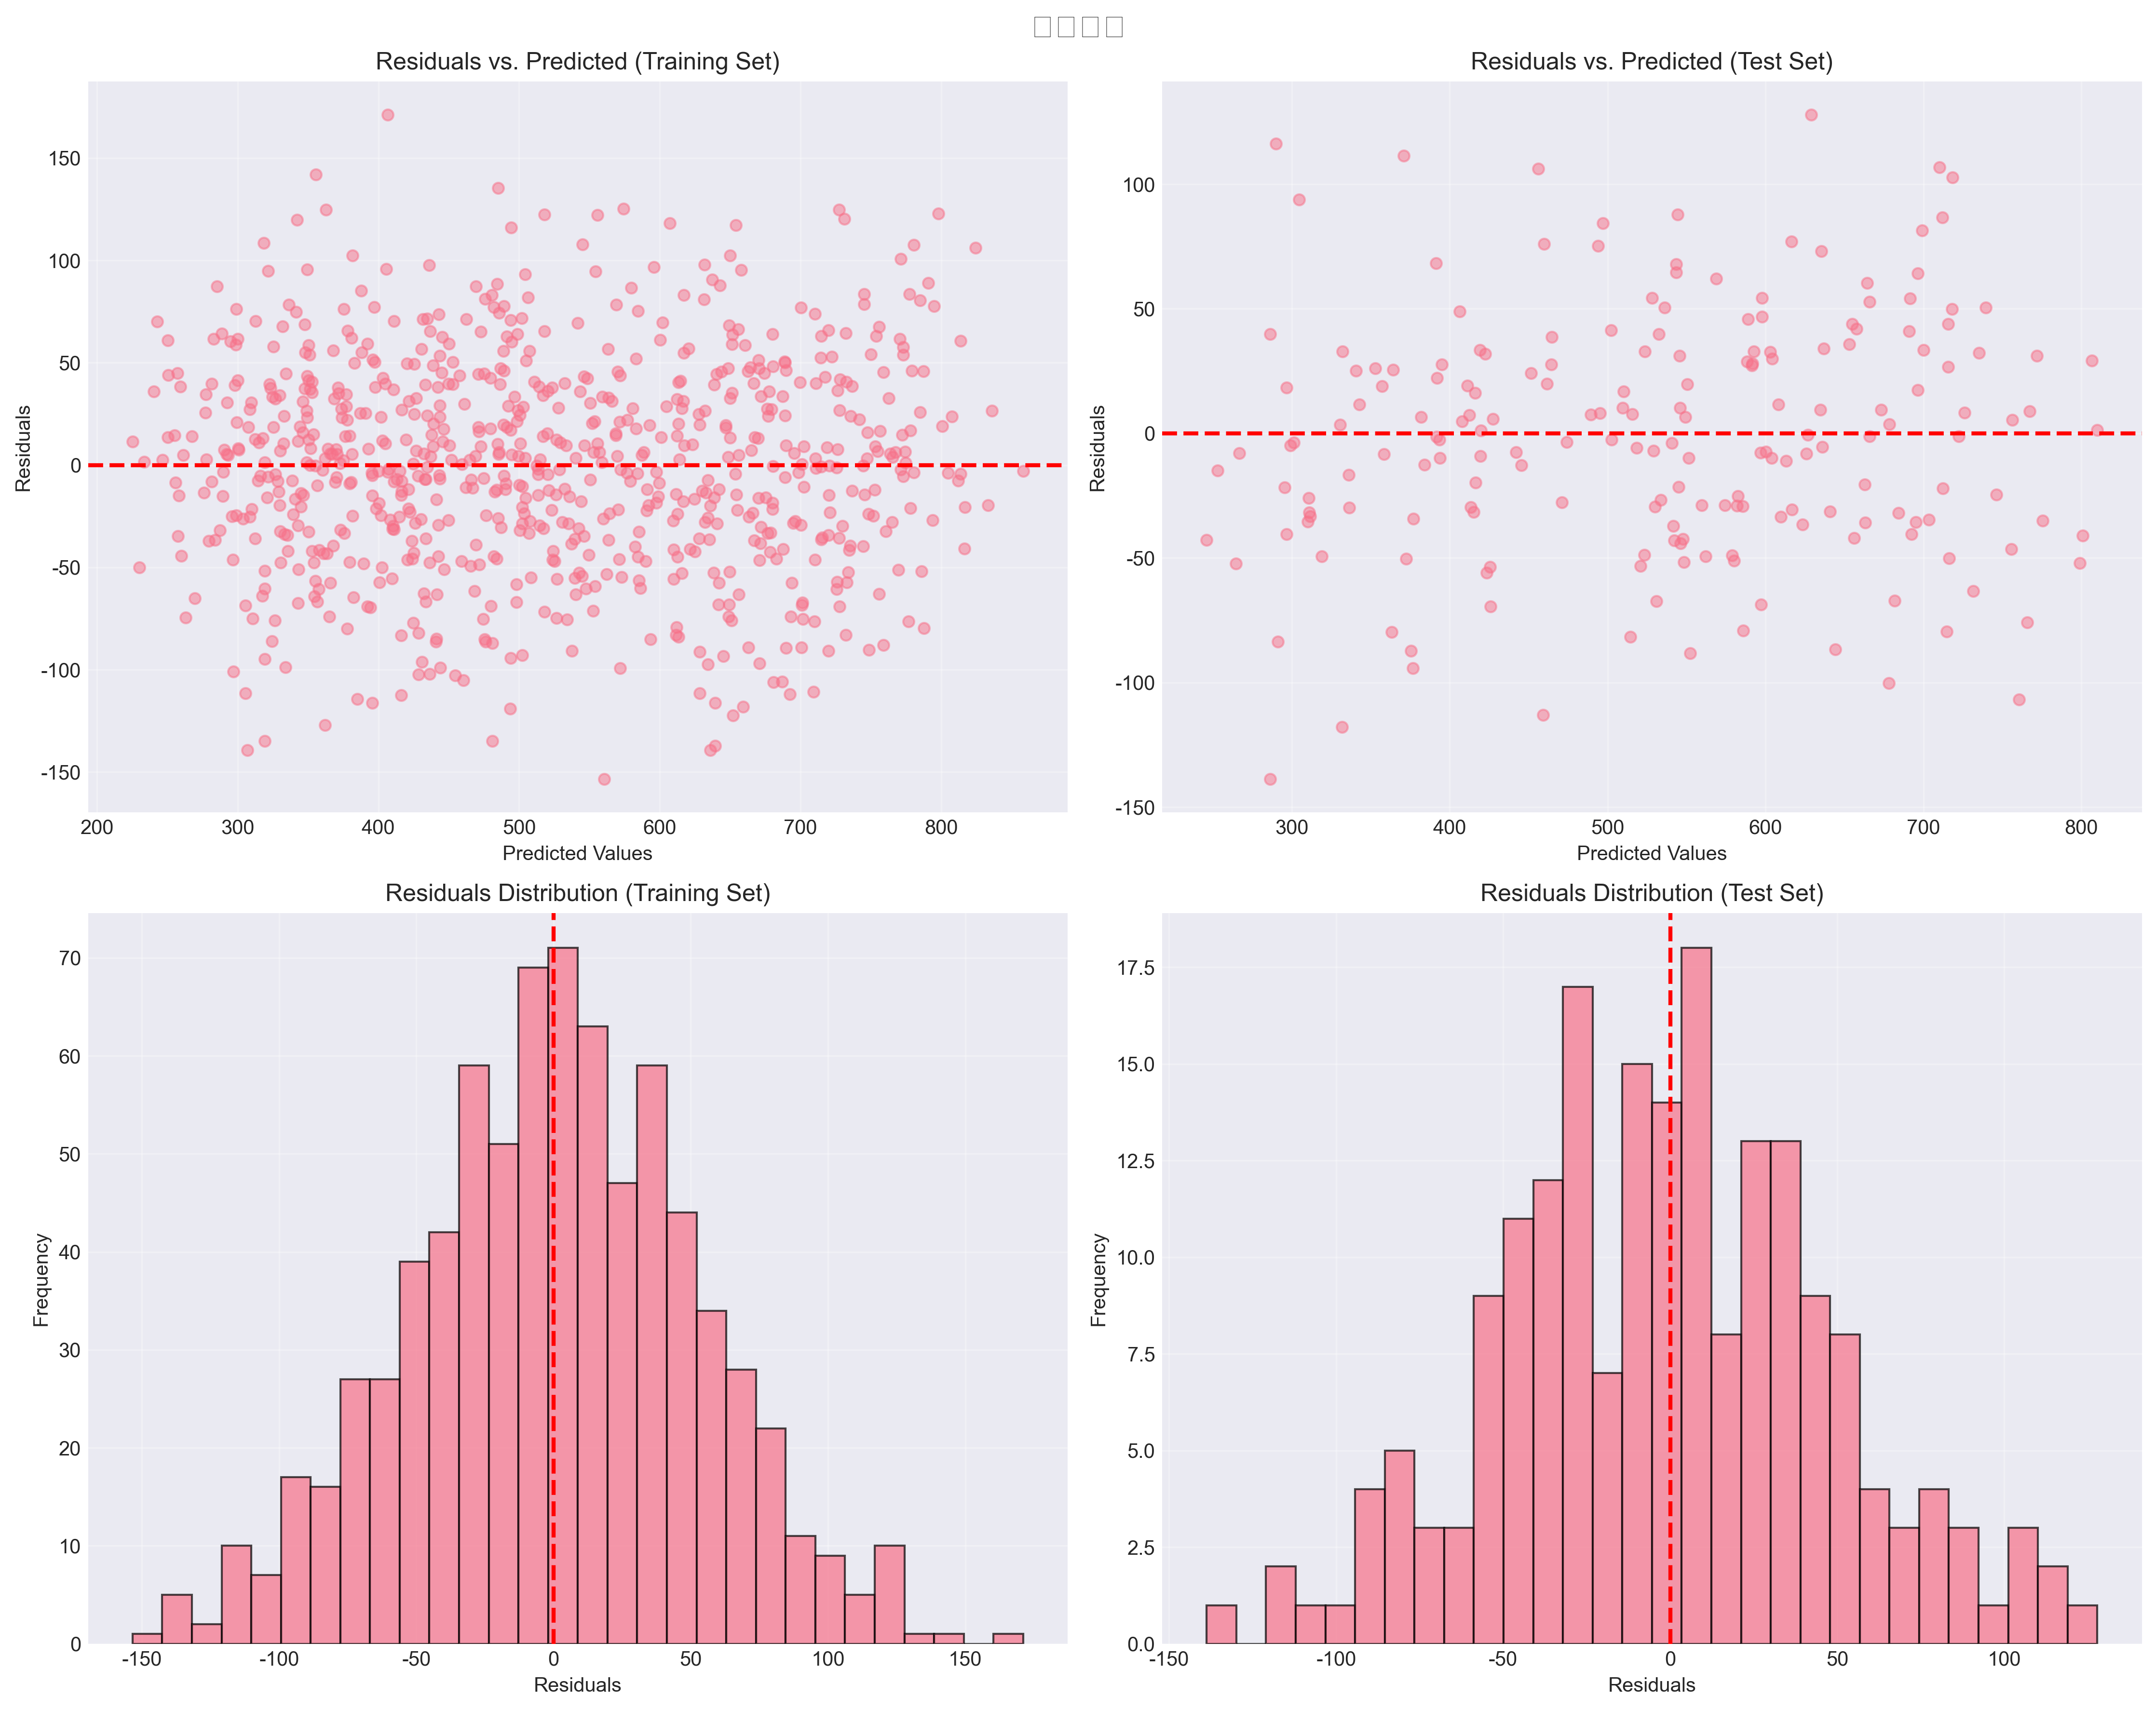 Residuals vs. Predicted (Training Set)
Residuals vs. Predicted (Test Set)
150
100
50
0
-50
-100
-150
Residuals
200 300 400 500 600 700 800
Predicted Values
100
50
0
-50
-100
-150
Residuals
300 400 500 600 700 800
Predicted Values
Residuals Distribution (Training Set)
Residuals Distribution (Test Set)
70
60
50
40
30
20
10
0
Frequency
-150 -100 -50 0 50 100 150
Residuals
17.5
15.0
12.5
10.0
7.5
5.0
2.5
0.0
Frequency
-150 -100 -50 0 50 100
Residuals